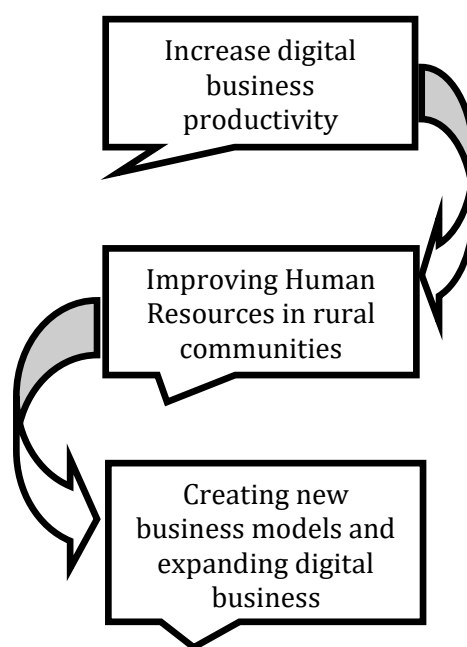 Increase digital
business
productivity
Improving Human
Resources in rural
communities
Creating new
business models and
expanding digital
business